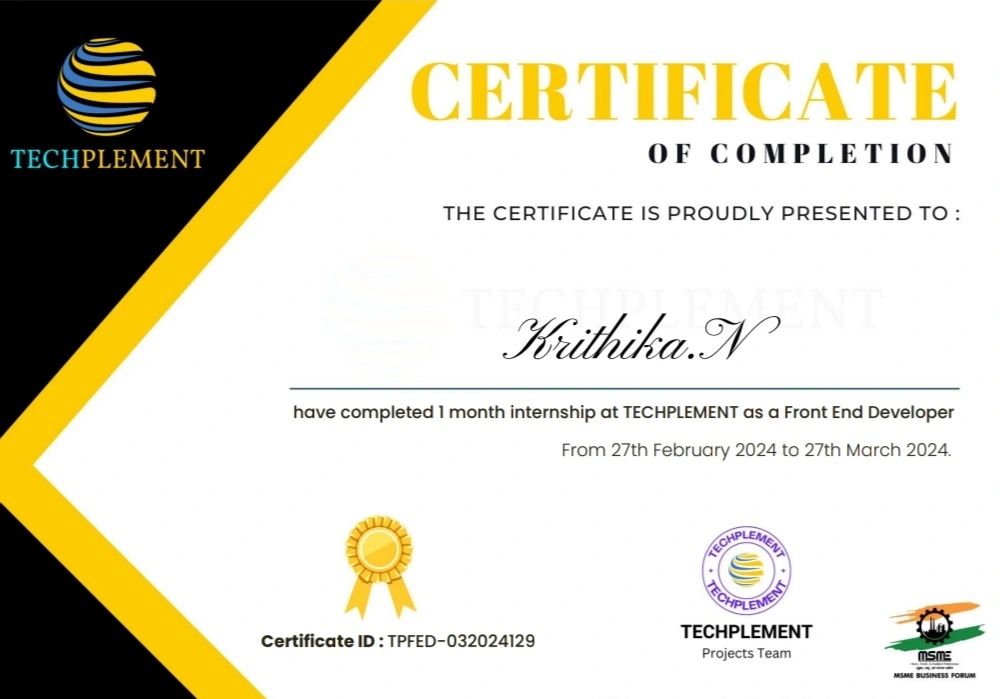 TECHPLEMENT
CERTIFICATE
OF COMPLETION
THE CERTIFICATE IS PROUDLY PRESENTED TO :
TECHPLEMENT
Krithika.N
have completed 1 month internship at TECHPLEMENT as a Front End Developer
From 27th February 2024 to 27th March 2024.
TECHPLEMENT
TECHPLEMENT
Certificate ID : TPFED-032024129
TECHPLEMENT
Projects Team
MSME
MSME BUSINESS FORUM